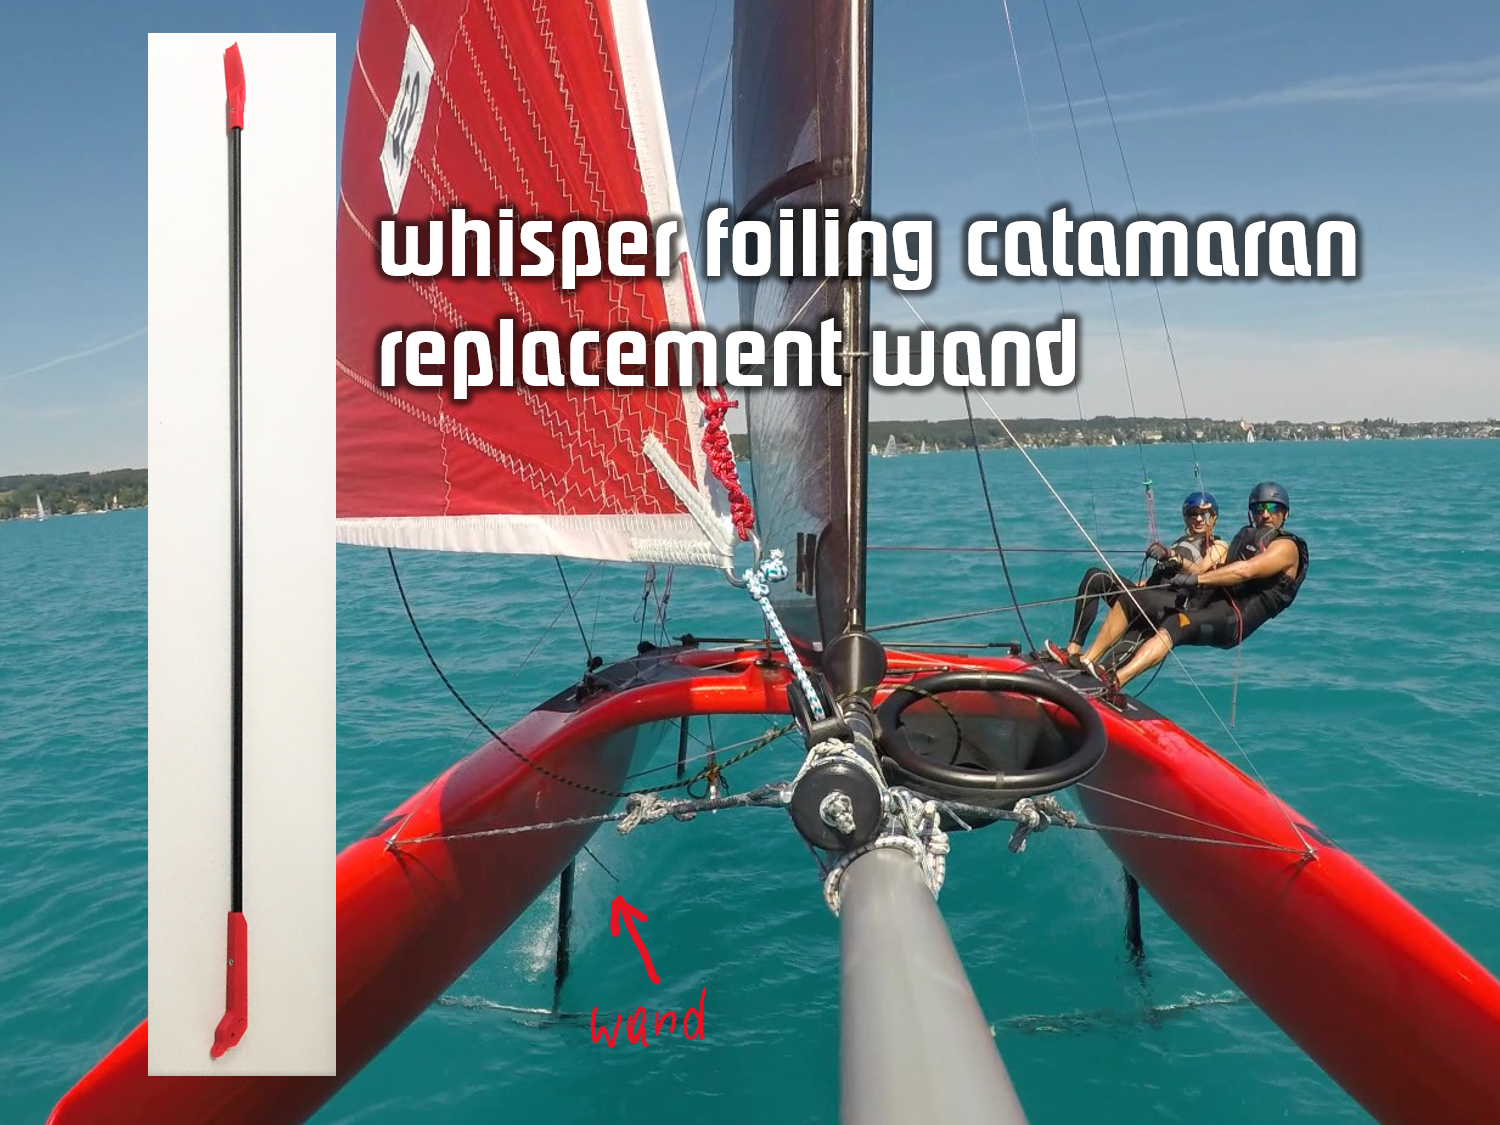 whisper foiling catamaran
replacement wand
wand